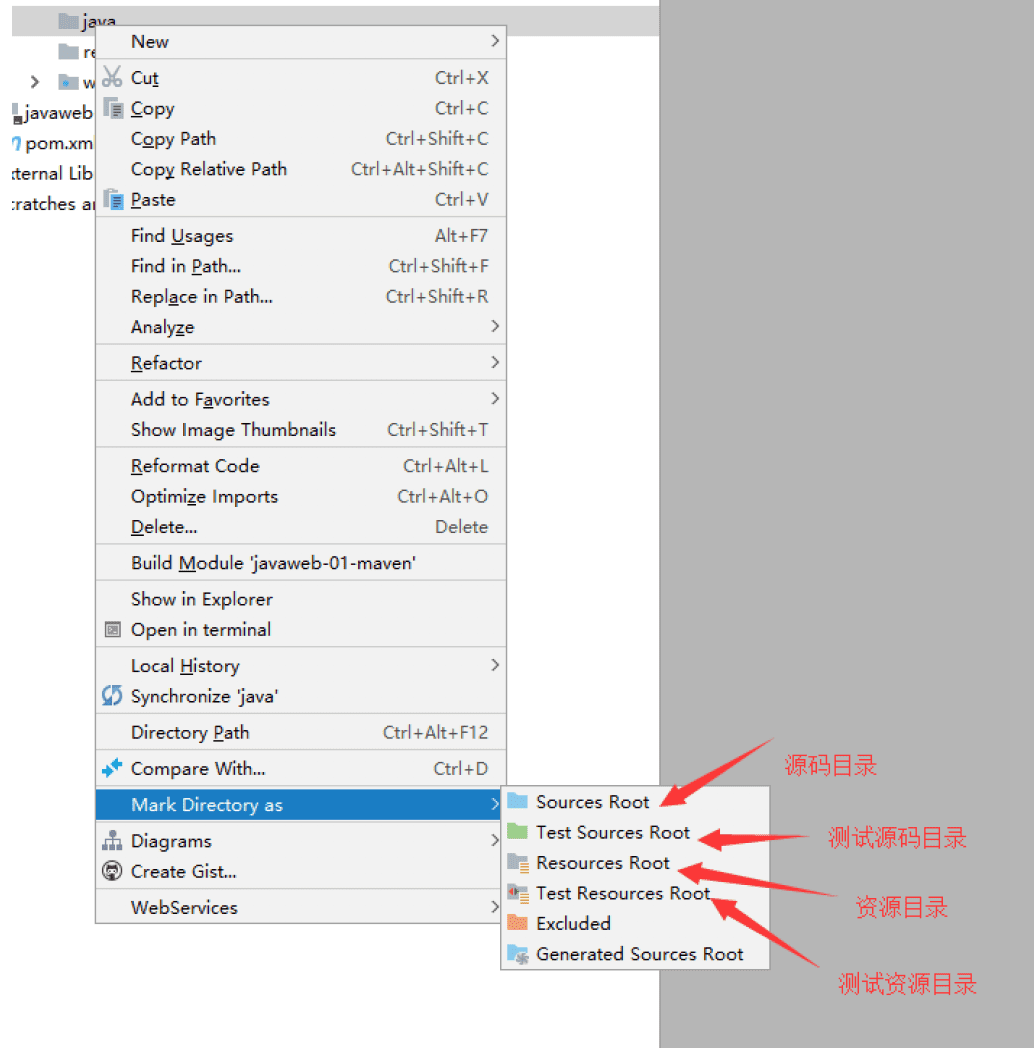 java
New
Cut Ctrl+X
Copy Ctrl+C
Copy Path Ctrl+Shift+C
Copy Relative Path Ctrl+Alt+Shift+C
Paste Ctrl+V
javaweb
pom.xm
ternal Lib
ratches a
Find Usages Alt+F7
Find in Path... Ctrl+Shift+F
Replace in Path... Ctrl+Shift+R
Analyze
Refactor
Add to Favorites
Show Image Thumbnails Ctrl+Shift+T
Reformat Code Ctrl+Alt+L
Optimize Imports Ctrl+Alt+O
Delete... Delete
Build Module 'javaweb-01-maven'
Show in Explorer
Open in terminal
Local History
Synchronize 'java'
Directory Path Ctrl+Alt+F12
Compare With... Ctrl+D
Mark Directory as
Diagrams
Create Gist...
WebServices
Sources Root
Test Sources Root
Resources Root
Test Resources Root
Excluded
Generated Sources Root
源码目录
测试源码目录
资源目录
测试资源目录